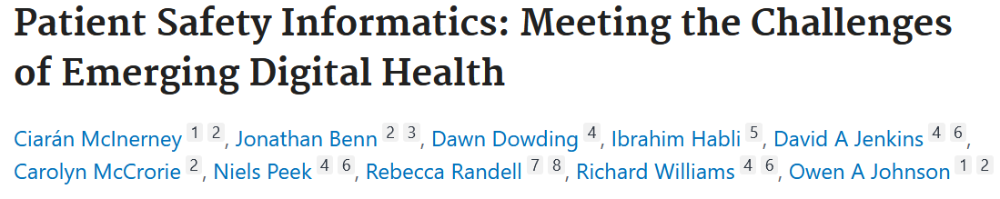 Patient Safety Informatics: Meeting the Challenges
of Emerging Digital Health
Ciarán McInerney 1 2, Jonathan Benn 2 3, Dawn Dowding 4, Ibrahim Habli 5, David A Jenkins 4 6,
Carolyn McCrorie 2, Niels Peek 4 6, Rebecca Randell 7 8, Richard Williams 4 6, Owen A Johnson 1 2